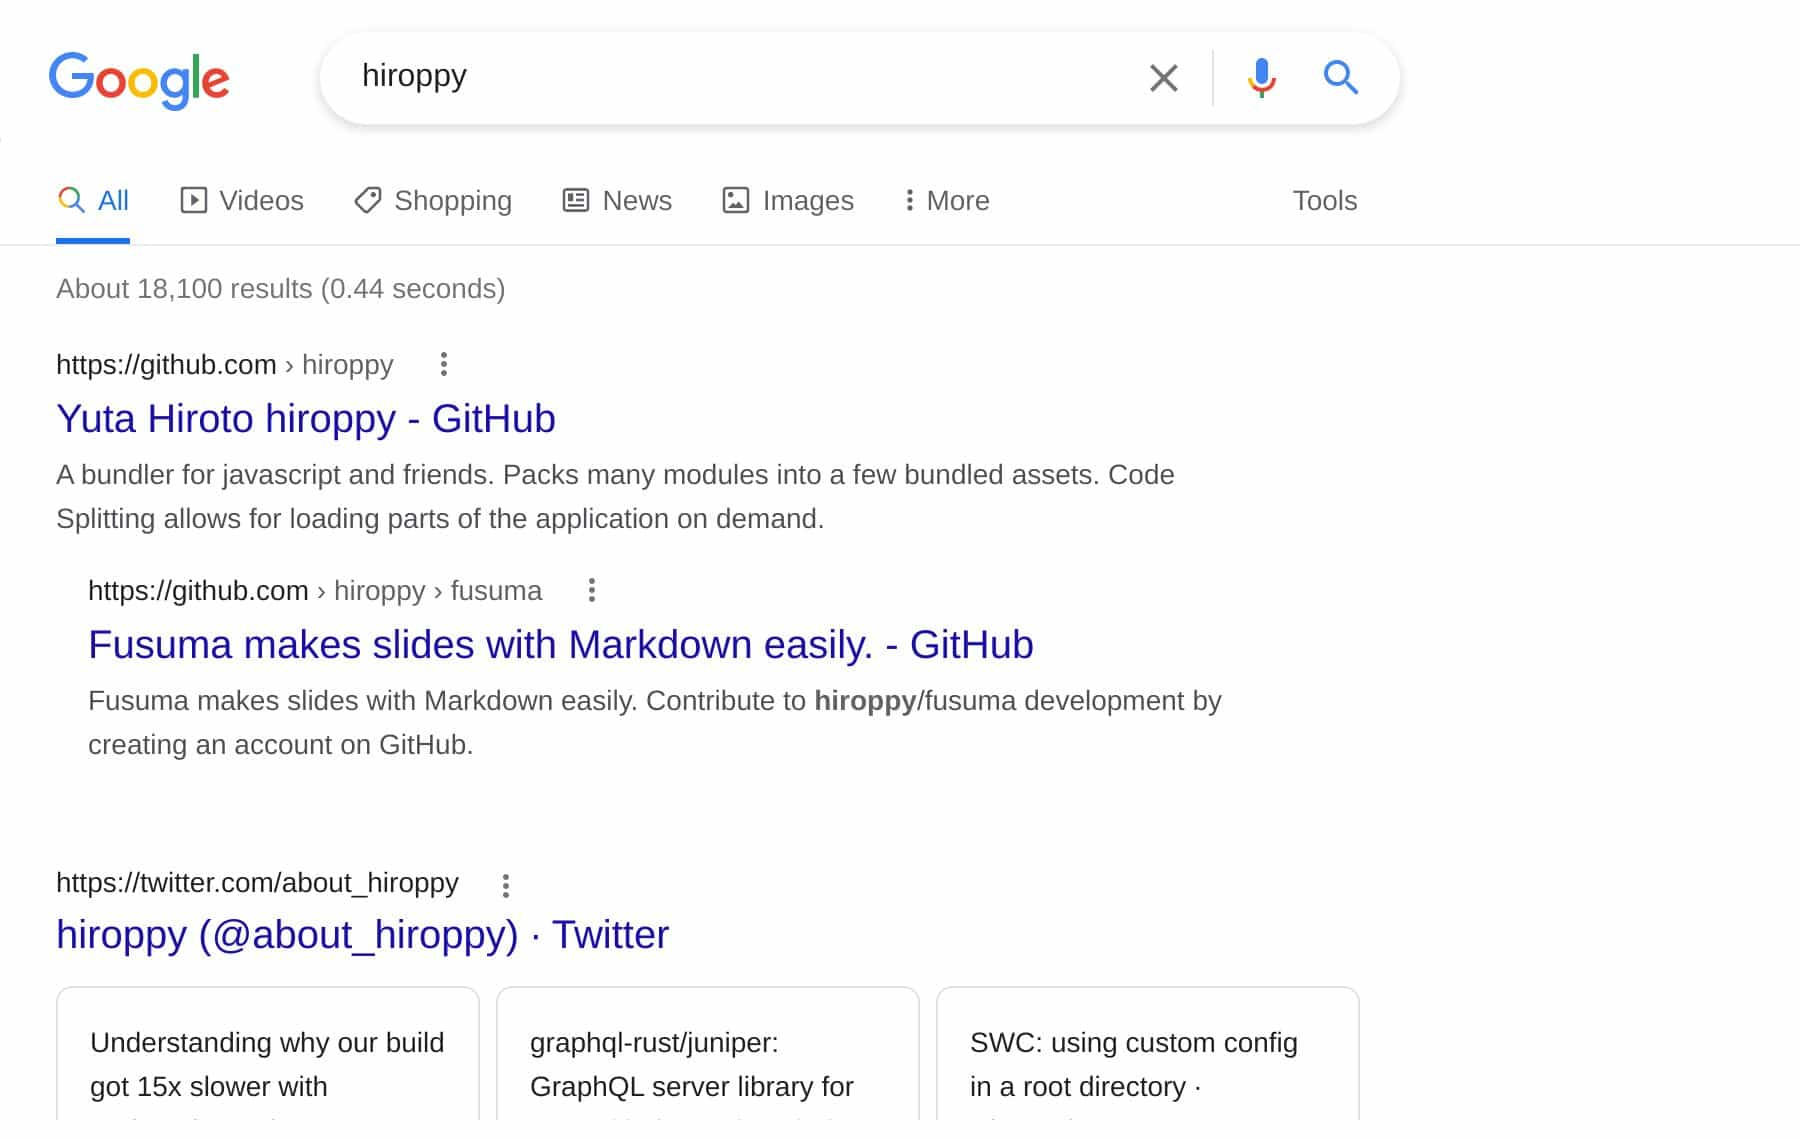 Google
hiroppy
All Videos Shopping News Images More Tools
About 18,100 results (0.44 seconds)
https://github.com › hiroppy
Yuta Hiroto hiroppy - GitHub
A bundler for javascript and friends. Packs many modules into a few bundled assets. Code
Splitting allows for loading parts of the application on demand.
https://github.com › hiroppy › fusuma
Fusuma makes slides with Markdown easily. - GitHub
Fusuma makes slides with Markdown easily. Contribute to hiroppy/fusuma development by
creating an account on GitHub.
https://twitter.com/about_hiroppy
hiroppy (@about_hiroppy) · Twitter
Understanding why our build
got 15x slower with
graphql-rust/juniper:
GraphQL server library for
SWC: using custom config
in a root directory ·